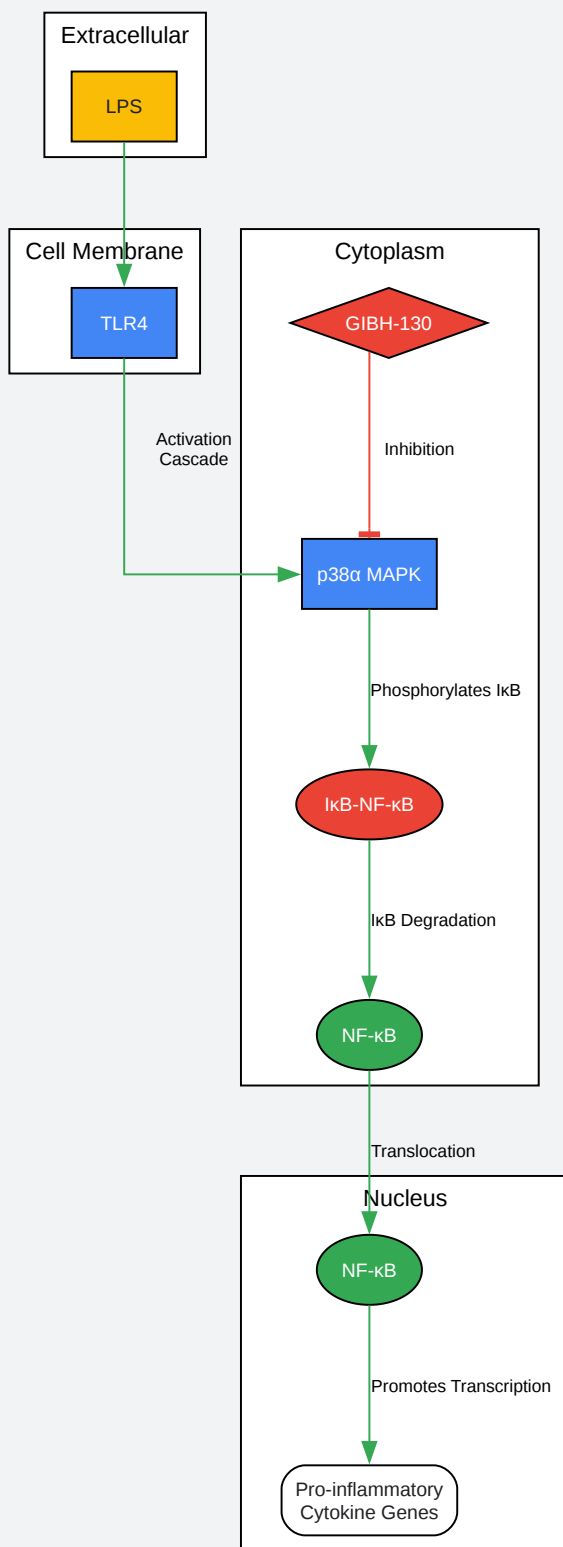 Extracellular
LPS
Cell Membrane
TLR4
Cytoplasm
GIBH-130
Activation
Cascade
Inhibition
p38α MAPK
Phosphorylates IκB
IκB-NF-κB
IκB Degradation
NF-κB
Translocation
Nucleus
NF-κB
Promotes Transcription
Pro-inflammatory
Cytokine Genes